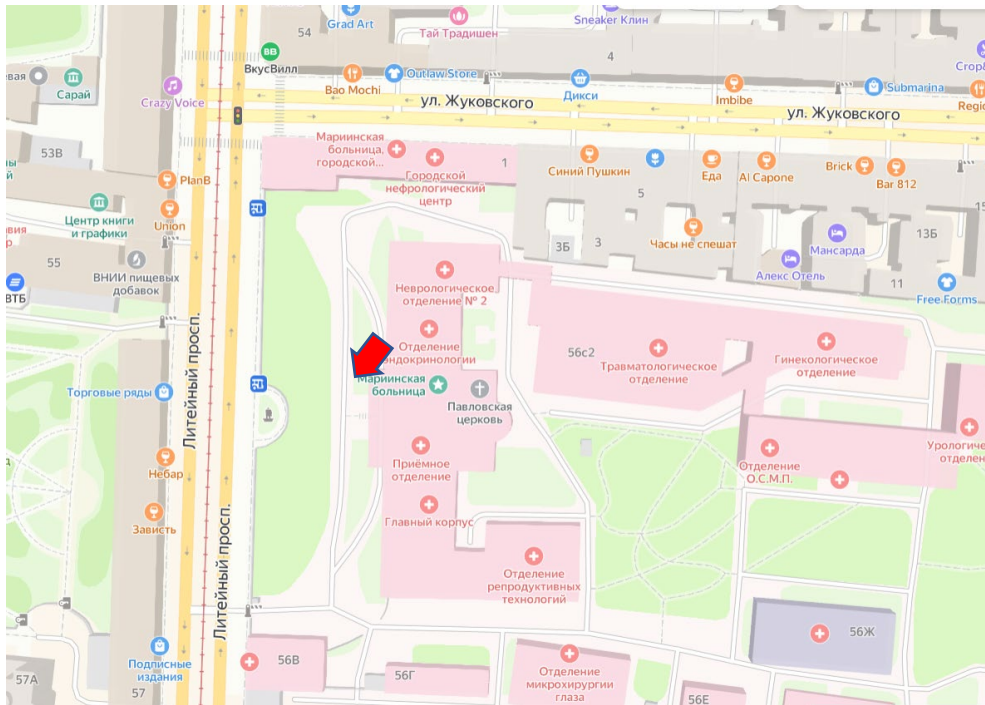 Grad Art
54
Тай Традишен
Sneaker Клин
4
евая
Сарай
ВВ
ВкусВилл
Crazy Voice
Bao Mochi
Outlaw Store
Дикси
Imbibe
Submarina
ул. Жуковского
ул. Жуковского
53В
PlanB
Мариинская
больница,
городской...
Городской
нефрологический
центр
1
Синий Пушкин
5
Еда
Al Capone
Brick
Bar 812
Центр книги
и графики
Union
3Б
3
Часы не спешат
Мансарда
13Б
55
ВНИИ пищевых
добавок
ВТБ
Неврологическое
отделение № 2
Алекс Отель
11
Free Forms
Литейный просп.
Отделение
эндокринологии
56с2
Травматологическое
отделение
Гинекологическое
отделение
Торговые ряды
Мариинская
больница
Павловская
церковь
Небар
Приёмное
отделение
Отделение
О.С.М.П.
Зависть
Главный корпус
Литейный просп.
Отделение
репродуктивных
технологий
56Ж
Подписные
издания
57А
57
56В
56Г
Отделение
микрохирургии
глаза
56Е